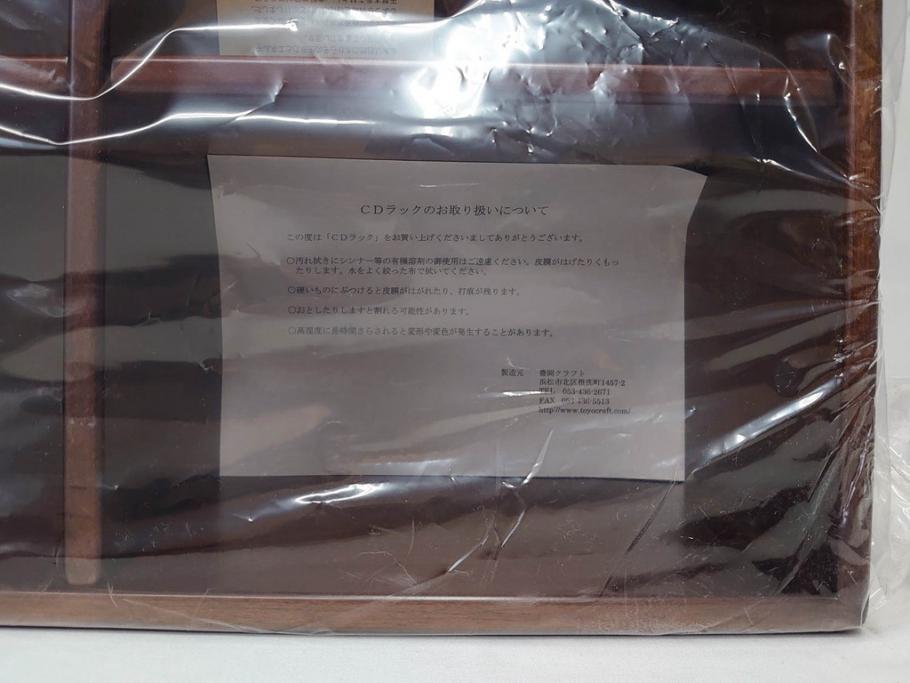 CDラックのお取り扱いについて
この度は「CDラック」をお買い上げくださいましてありがとうございます。
○汚れ拭きにシンナー等の有機溶剤の御使用はご遠慮ください。皮膜がはげたりくもっ
たりします。水をよく絞った布で拭いてください。
○硬いものにぶつけると皮膜がはがれたり、打痕が残ります。
○おとしたりしますと割れる可能性があります。
○高湿度に長時間さらされると変形や変色が発生することがあります。
製造元 豊岡クラフト
浜松市北区根洗町1457-2
TEL 053-436-2671
FAX 436-5513
http://www.toyocraft.com/